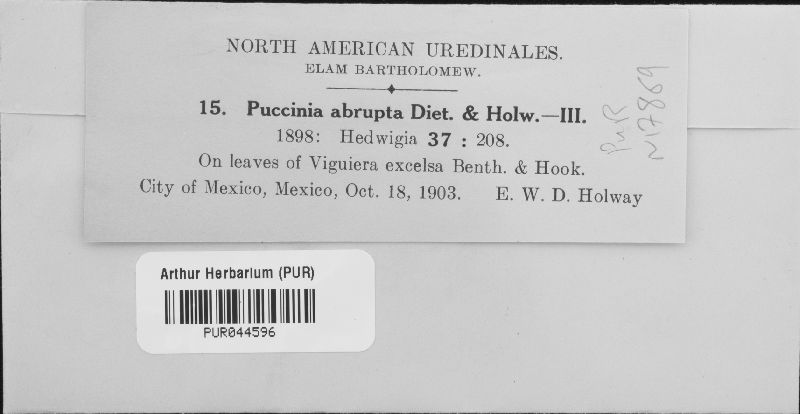 NORTH AMERICAN UREDINALES.
ELAM BARTHOLOMEW.
15. Puccinia abrupta Diet. & Holw.—III.
1898: Hedwigia 37 : 208.
On leaves of Viguiera excelsa Benth. & Hook.
City of Mexico, Mexico, Oct. 18, 1903. E. W. D. Holway
PUR
N17869
Arthur Herbarium (PUR)
PUR044596